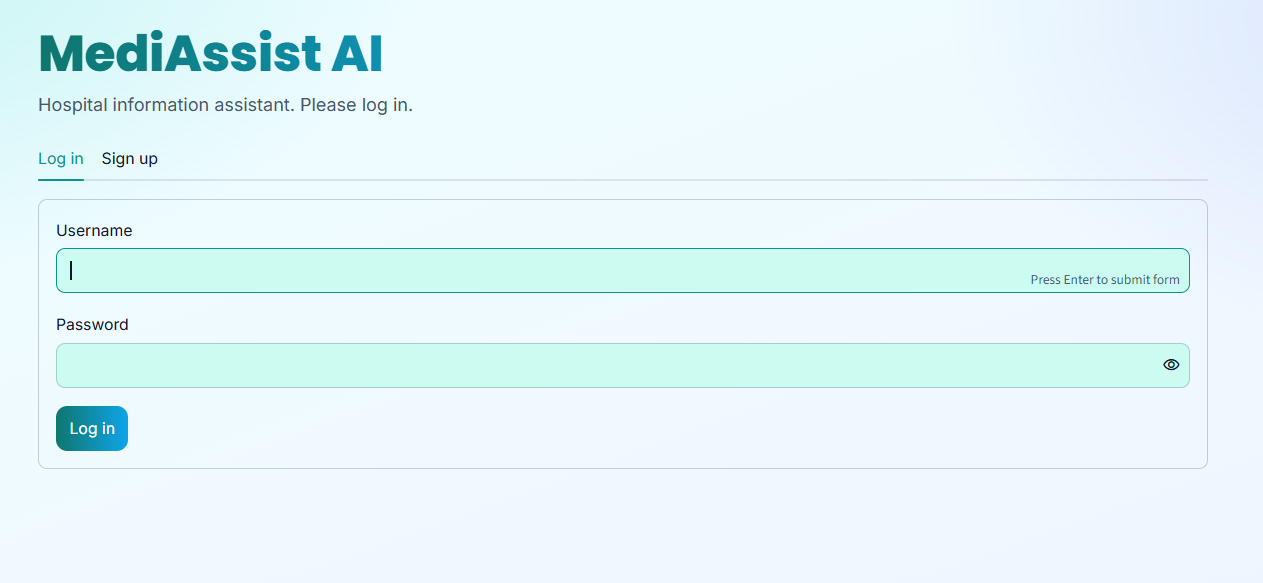 MediAssist AI
Hospital information assistant. Please log in.
Log in Sign up
Username
Press Enter to submit form
Password
Log in